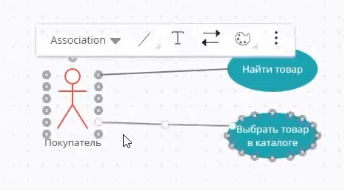 Association
T
Найти товар
Выбрать товар
в каталоге
Покупатель